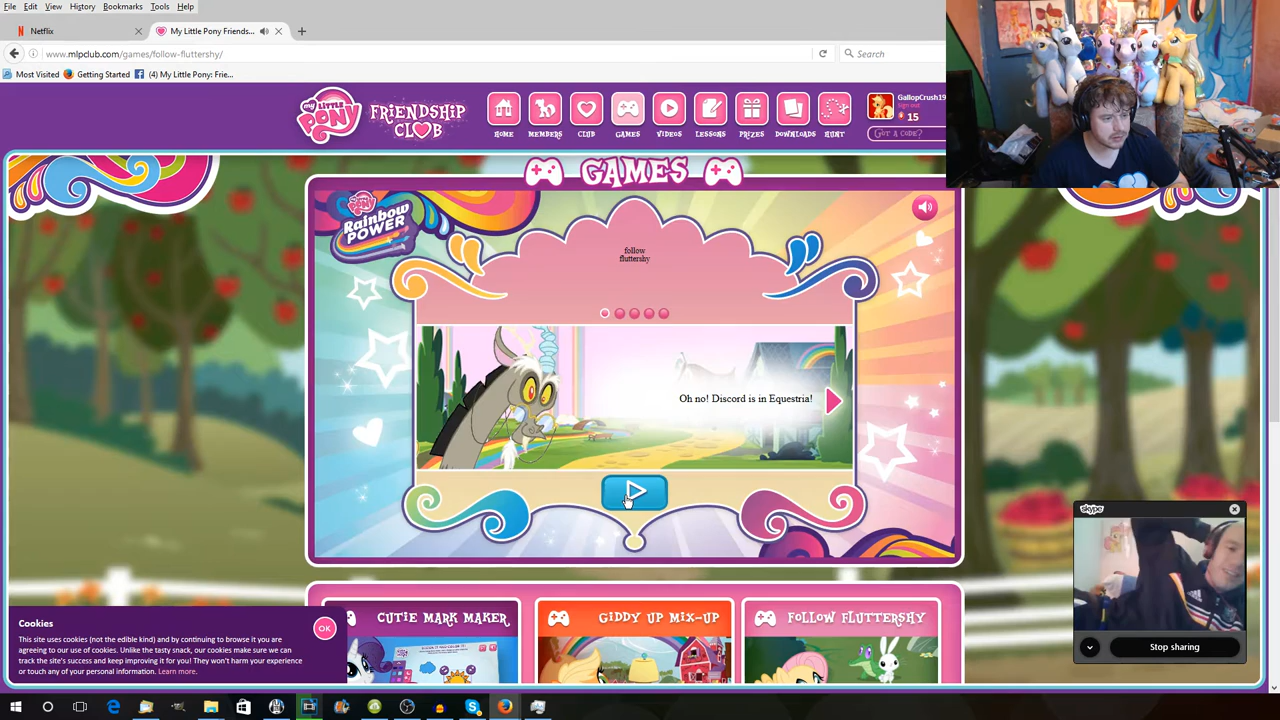 File Edit View History Bookmarks Tools Help
Netflix
My Little Pony Friends...
www.mlpclub.com/games/follow-fluttershy/
Search
Most Visited
Getting Started
(4) My Little Pony: Frie...
My Little Pony
FRIENDSHIP CLUB
HOME MEMBERS CLUB GAMES VIDEOS LESSONS PRIZES DOWNLOADS HUNT
GallopCrush19
Sign out
15
GOT A CODE?
GAMES
My Little Pony
Rainbow POWER
follow
fluttershy
Oh no! Discord is in Equestria!
CUTIE MARK MAKER
GIDDY UP MIX-UP
FOLLOW FLUTTERSHY
Cookies
This site uses cookies (not the edible kind) and by continuing to browse it you are
agreeing to our use of cookies. Unlike the tasty snack, our cookies make sure we can
track the site's success and keep improving it for you! They won't harm your experience
or touch any of your personal information. Learn more.
OK
skype
Stop sharing